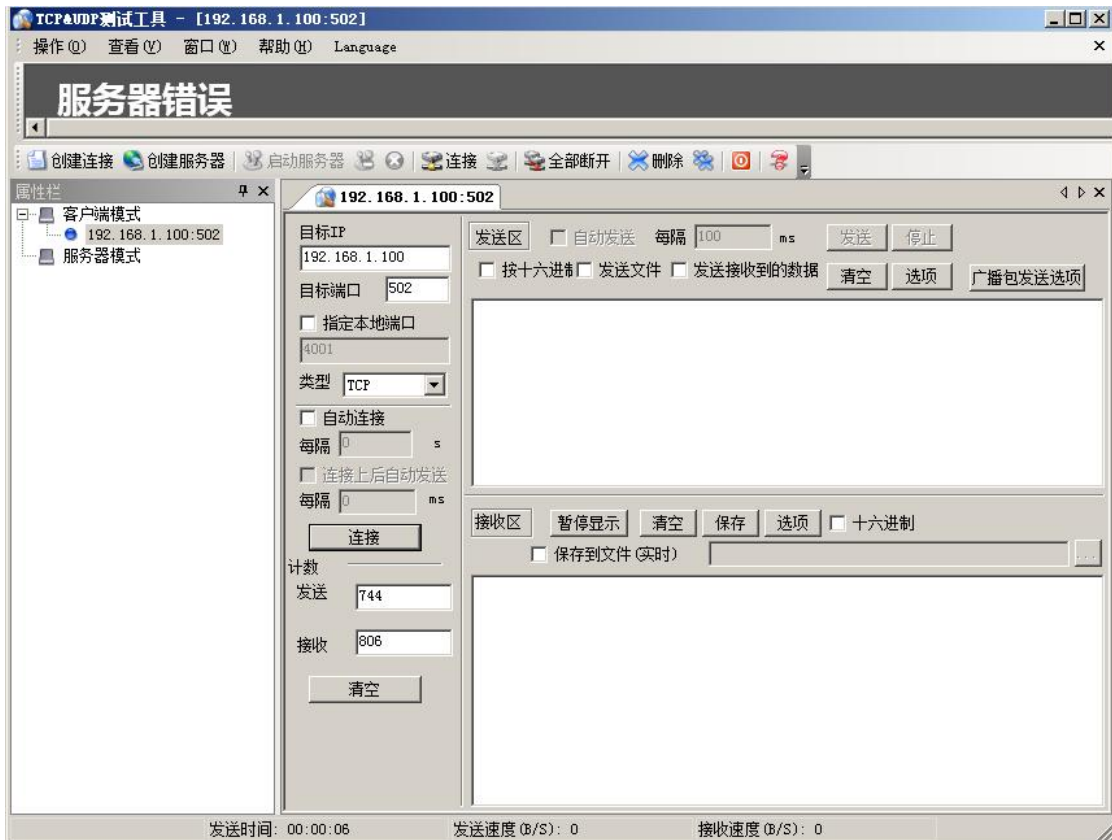 TCP&UDP测试工具 - [192.168.1.100:502]
操作(O) 查看(V) 窗口(W) 帮助(H) Language
服务器错误
创建连接 创建服务器 启动服务器 连接 全部断开 删除
属性栏
客户端模式
192.168.1.100:502
服务器模式
192.168.1.100:502
目标IP
192.168.1.100
目标端口 502
指定本地端口
4001
类型 TCP
自动连接
每隔 0 s
连接上后自动发送
每隔 0 ms
连接
计数
发送 744
接收 806
清空
发送区 自动发送 每隔 100 ms 发送 停止
按十六进制 发送文件 发送接收到的数据 清空 选项 广播包发送选项
接收区 暂停显示 清空 保存 选项 十六进制
保存到文件(实时) ...
发送时间: 00:00:06 发送速度(B/S): 0 接收速度(B/S): 0